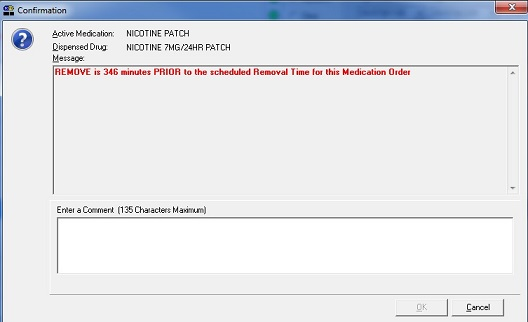 Confirmation
Active Medication: NICOTINE PATCH
Dispensed Drug: NICOTINE 7MG/24HR PATCH
Message:
REMOVE is 346 minutes PRIOR to the scheduled Removal Time for this Medication Order
Enter a Comment (135 Characters Maximum)
OK Cancel